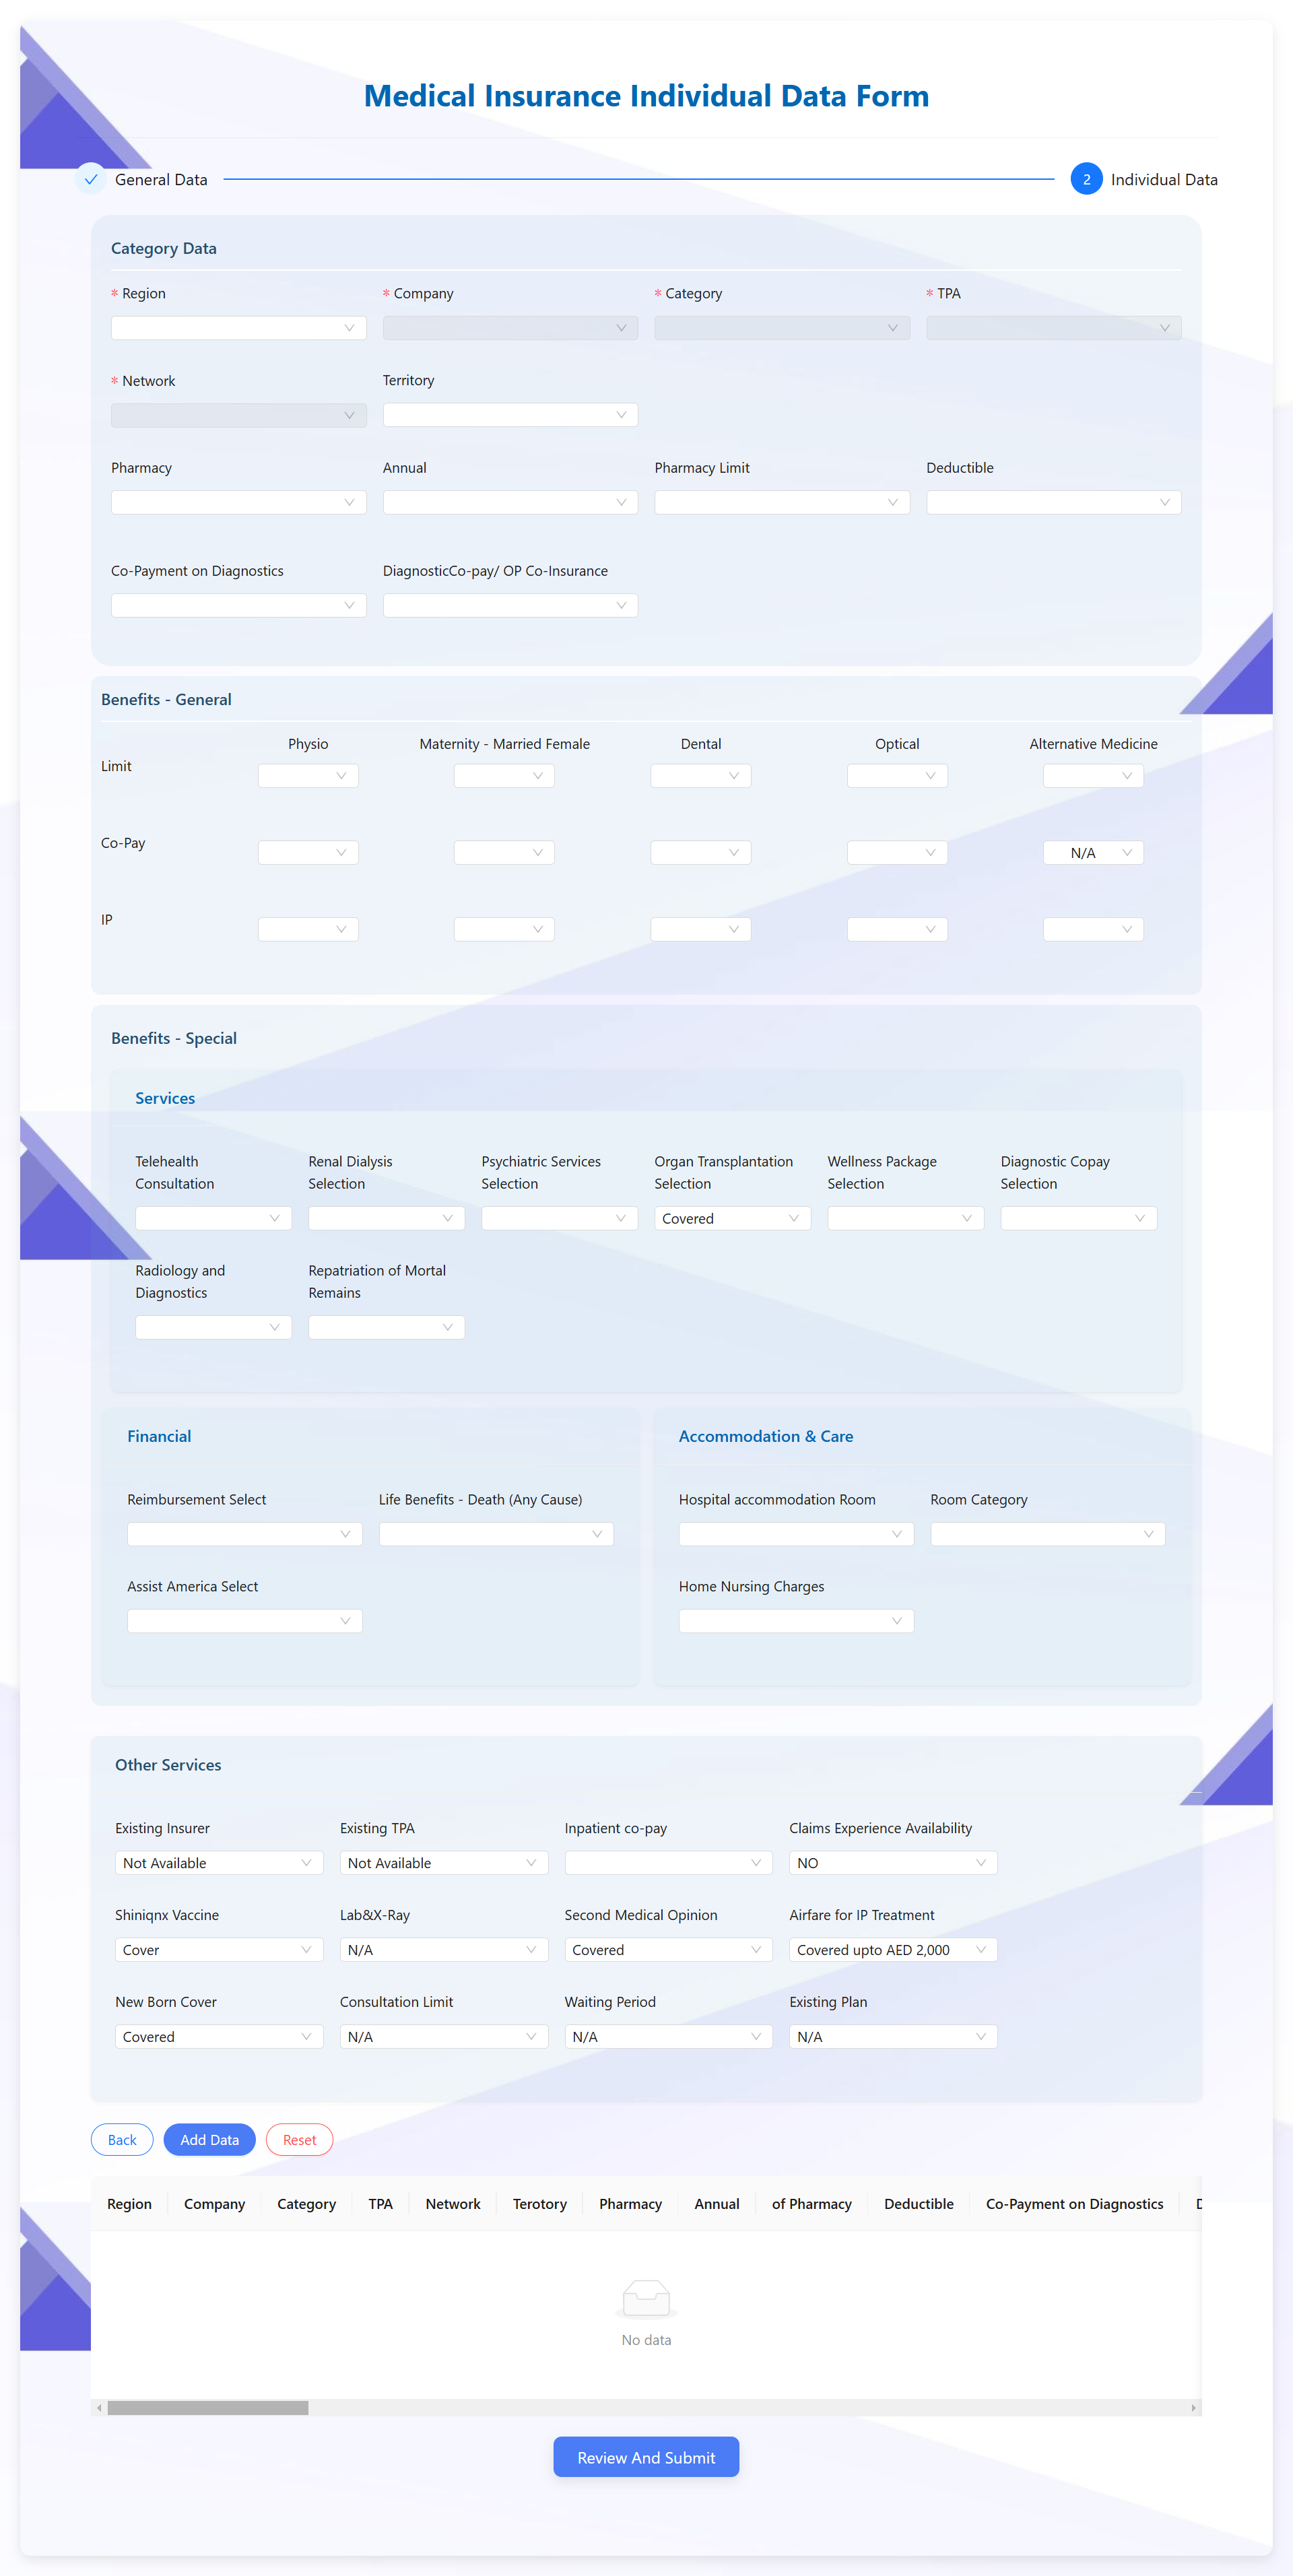 Medical Insurance Individual Data Form
General Data
2 Individual Data
Category Data
* Region * Company * Category * TPA
* Network Territory
Pharmacy Annual Pharmacy Limit Deductible
Co-Payment on Diagnostics DiagnosticCo-pay/ OP Co-Insurance
Benefits - General
Physio Maternity - Married Female Dental Optical Alternative Medicine
Limit
Co-Pay
N/A
IP
Benefits - Special
Services
Telehealth Consultation Renal Dialysis Selection Psychiatric Services Selection Organ Transplantation Selection Wellness Package Selection Diagnostic Copay Selection
Covered
Radiology and Diagnostics Repatriation of Mortal Remains
Financial
Reimbursement Select Life Benefits - Death (Any Cause)
Assist America Select
Accommodation & Care
Hospital accommodation Room Room Category
Home Nursing Charges
Other Services
Existing Insurer Existing TPA Inpatient co-pay Claims Experience Availability
Not Available Not Available NO
Shiniqnx Vaccine Lab&X-Ray Second Medical Opinion Airfare for IP Treatment
Cover N/A Covered Covered upto AED 2,000
New Born Cover Consultation Limit Waiting Period Existing Plan
Covered N/A N/A N/A
Back Add Data Reset
Region Company Category TPA Network Terotory Pharmacy Annual of Pharmacy Deductible Co-Payment on Diagnostics
No data
Review And Submit